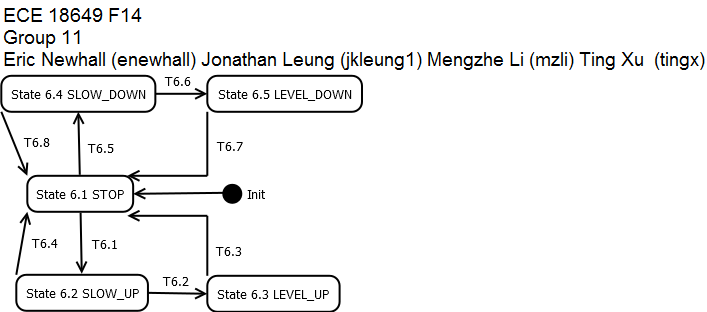 ECE 18649 F14
Group 11
Eric Newhall (enewhall) Jonathan Leung (jkleung1) Mengzhe Li (mzli) Ting Xu (tingx)
T6.6
State 6.4 SLOW_DOWN
State 6.5 LEVEL_DOWN
T6.8
T6.5
T6.7
State 6.1 STOP
Init
T6.4
T6.1
T6.3
T6.2
State 6.2 SLOW_UP
State 6.3 LEVEL_UP